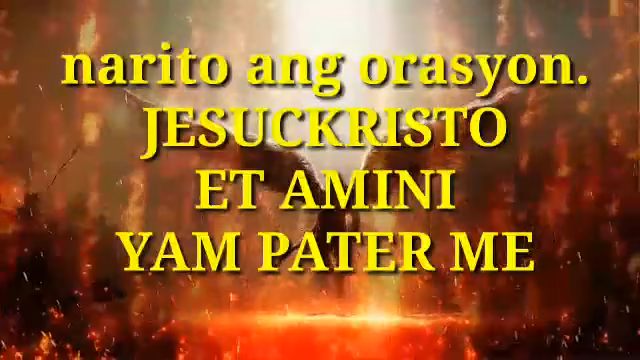 narito ang orasyon.
JESUCKRISTO
ET AMINI
YAM PATER ME